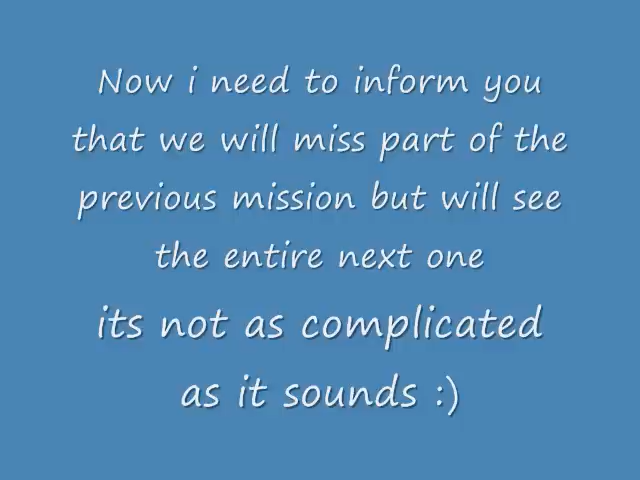 Now i need to inform you
that we will miss part of the
previous mission but will see
the entire next one
its not as complicated
as it sounds :)